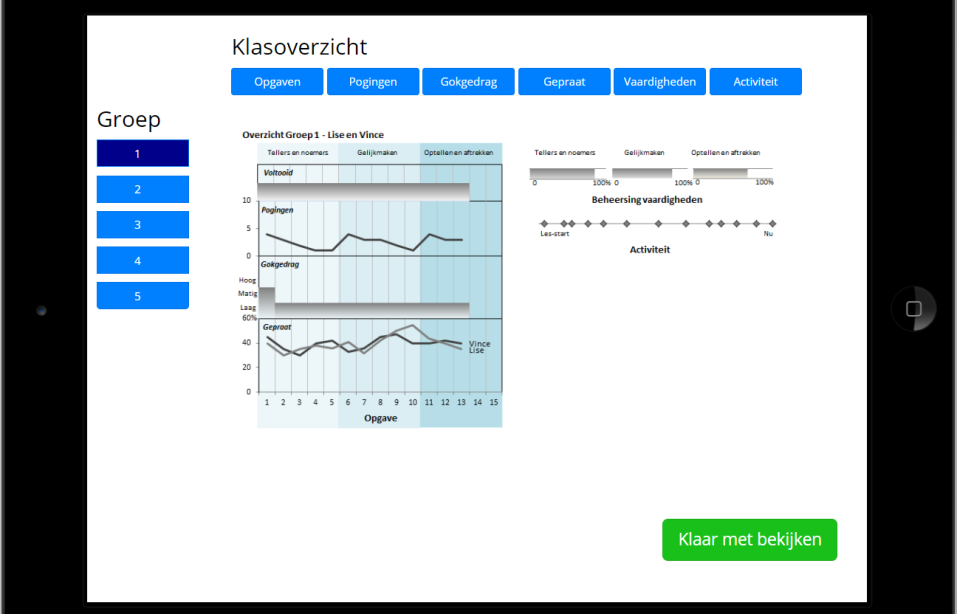 Klasoverzicht
Opgaven Pogingen Gokgedrag Gepraat Vaardigheden Activiteit
Groep
1
2
3
4
5
Overzicht Groep 1 - Lise en Vince
Tellers en noemers Gelijkmaken Optellen en aftrekken
Voltooid
10
Pogingen
5
0
Gokgedrag
Hoog
Matig
Laag
60%
Gepraat
40
20
0
Vince
Lise
1 2 3 4 5 6 7 8 9 10 11 12 13 14 15
Opgave
Tellers en noemers Gelijkmaken Optellen en aftrekken
0 100% 0 100% 0 100%
Beheersing vaardigheden
Les-start Nu
Activiteit
Klaar met bekijken